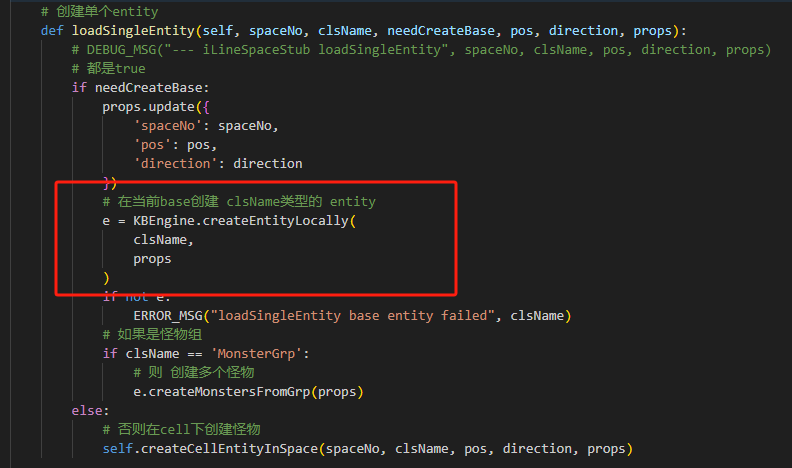 # 创建单个entity
def loadSingleEntity(self, spaceNo, clsName, needCreateBase, pos, direction, props):
    # DEBUG_MSG("--- iLineSpaceStub loadSingleEntity", spaceNo, clsName, pos, direction, props)
    # 都是true
    if needCreateBase:
        props.update({
            'spaceNo': spaceNo,
            'pos': pos,
            'direction': direction
        })
        # 在当前base创建 clsName类型的 entity
        e = KBEngine.createEntityLocally(
            clsName,
            props
        )
        if not e:
            ERROR_MSG("loadSingleEntity base entity failed", clsName)
        # 如果是怪物组
        if clsName == 'MonsterGrp':
            # 则 创建多个怪物
            e.createMonstersFromGrp(props)
    else:
        # 否则在cell下创建怪物
        self.createCellEntityInSpace(spaceNo, clsName, pos, direction, props)